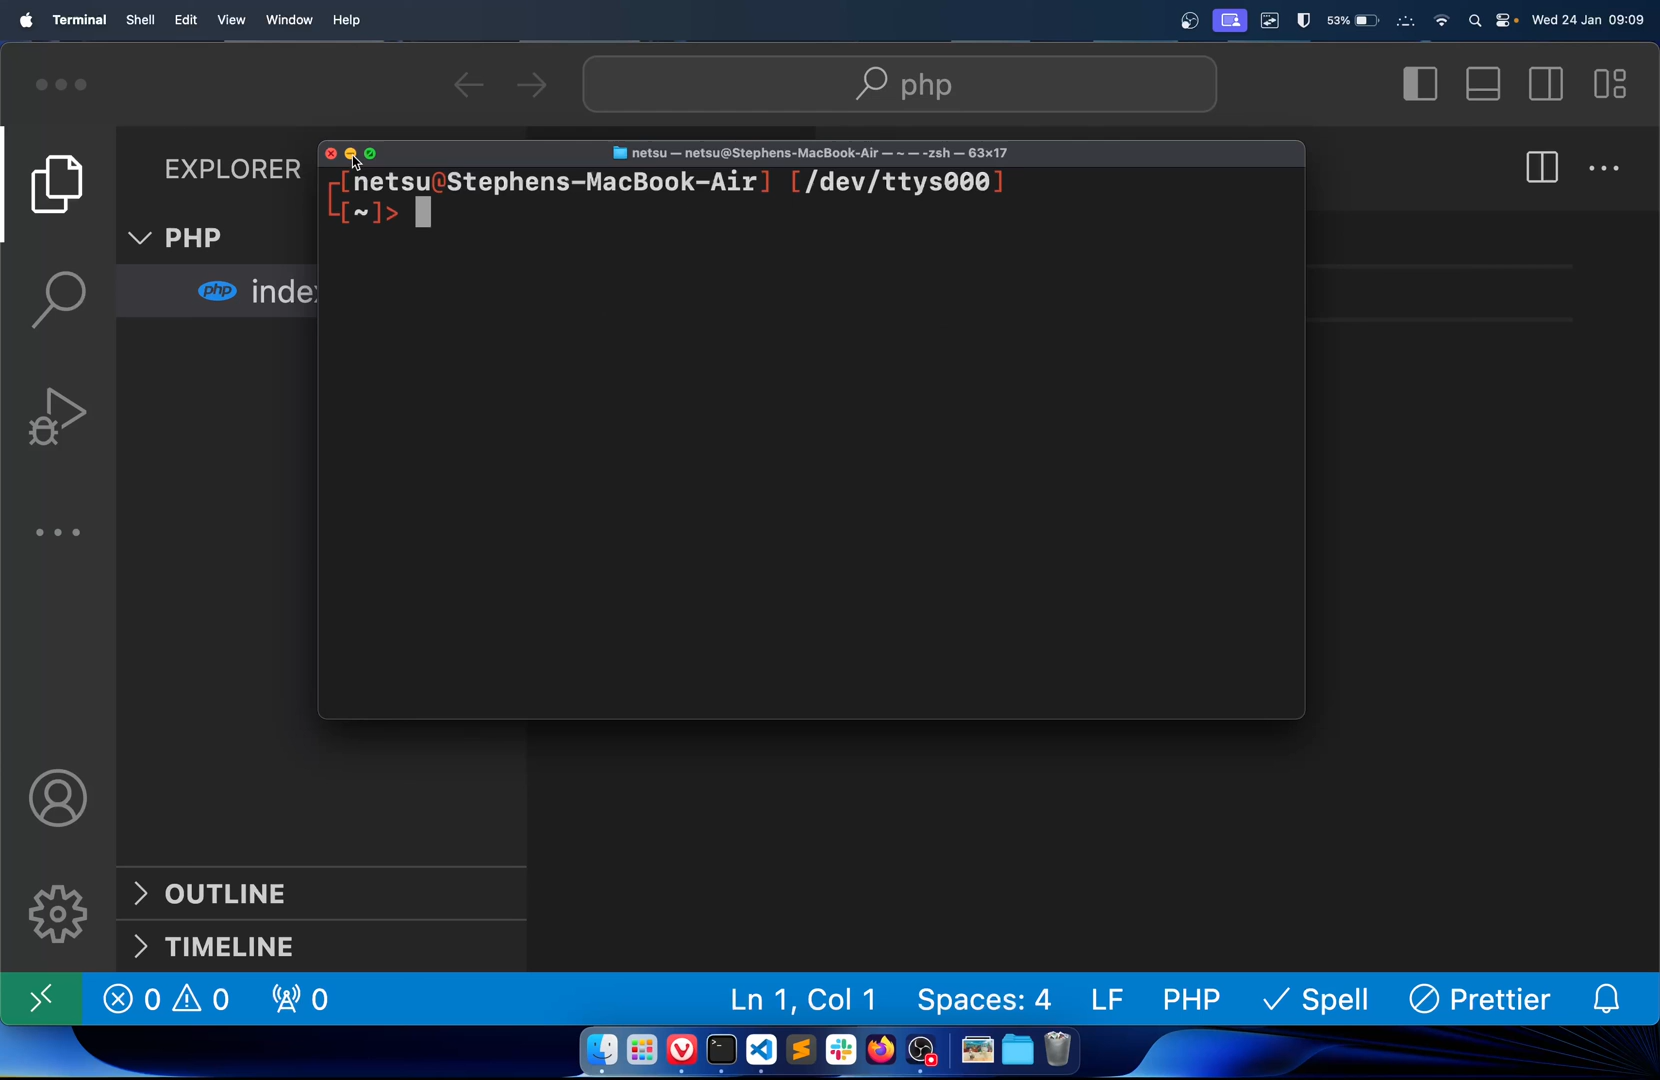 Terminal Shell Edit View Window Help 53% Wed 24 Jan 09:09
php
EXPLORER
netsu — netsu@Stephens-MacBook-Air — ~ — -zsh — 63×17
┌[netsu@Stephens-MacBook-Air] [/dev/ttys000]
└[~]>
PHP
php index
OUTLINE
TIMELINE
0 0 0 Ln 1, Col 1 Spaces: 4 LF PHP Spell Prettier